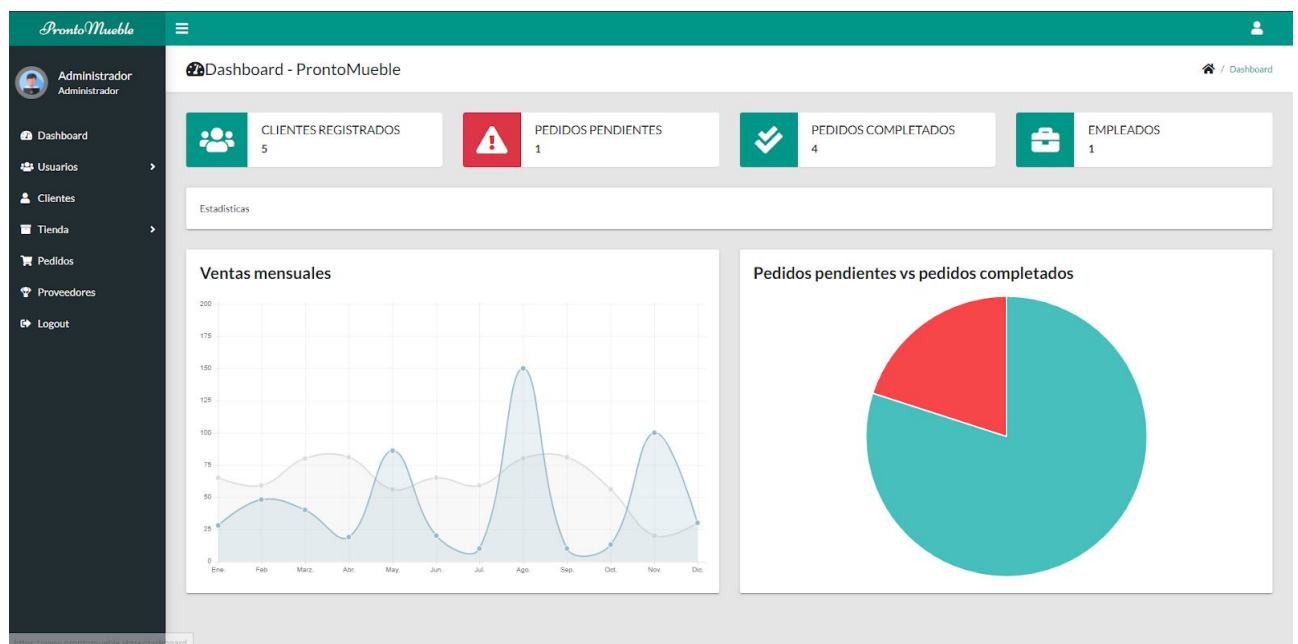 ProntoMueble
Administrador
Administrador
Dashboard
Usuarios
Clientes
Tienda
Pedidos
Proveedores
Logout
Dashboard - ProntoMueble
/ Dashboard
CLIENTES REGISTRADOS
5
PEDIDOS PENDIENTES
1
PEDIDOS COMPLETADOS
4
EMPLEADOS
1
Estadisticas
Ventas mensuales
200
175
150
125
100
75
50
25
0
Ene. Feb Marz. Abr. May. Jun. Jul. Ago. Sep. Oct. Nov. Dic.
Pedidos pendientes vs pedidos completados